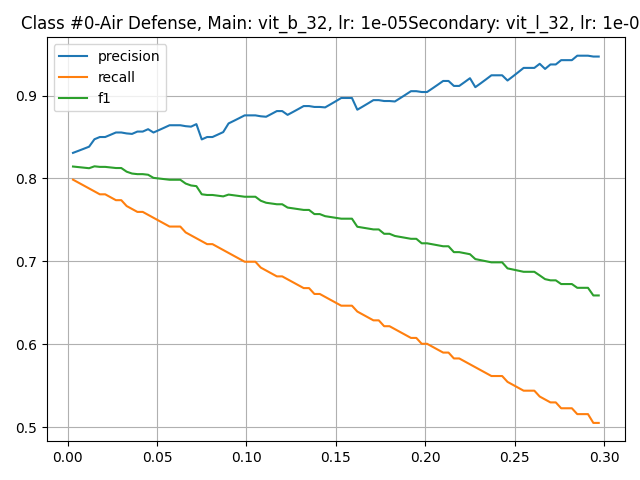 Class #0-Air Defense, Main: vit_b_32, lr: 1e-05Secondary: vit_l_32, lr: 1e-0
precision
recall
f1
0.9
0.8
0.7
0.6
0.5
0.00 0.05 0.10 0.15 0.20 0.25 0.30